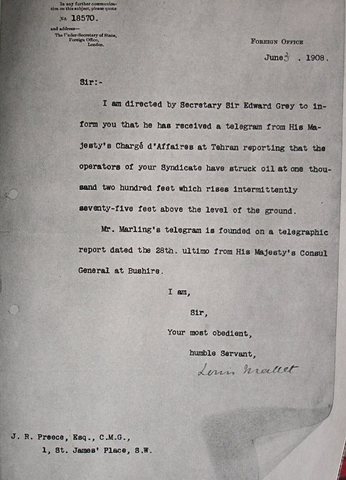 In any further communica-
tion on this subject, please quote
No. 18570.
and address—
The Under-Secretary of State,
Foreign Office,
London.
FOREIGN OFFICE
June 3 . 1908.
Sir:-
I am directed by Secretary Sir Edward Grey to in-
form you that he has received a telegram from His Ma-
jesty's Chargé d'Affaires at Tehran reporting that the
operators of your Syndicate have struck oil at one thou-
sand two hundred feet which rises intermittently
seventy-five feet above the level of the ground.
Mr. Marling's telegram is founded on a telegraphic
report dated the 28th. ultimo from His Majesty's Consul
General at Bushire.
I am,
Sir,
Your most obedient,
humble Servant,
Louis Mallet
J. R. Preece, Esq., C.M.G.,
1, St. James' Place, S.W.